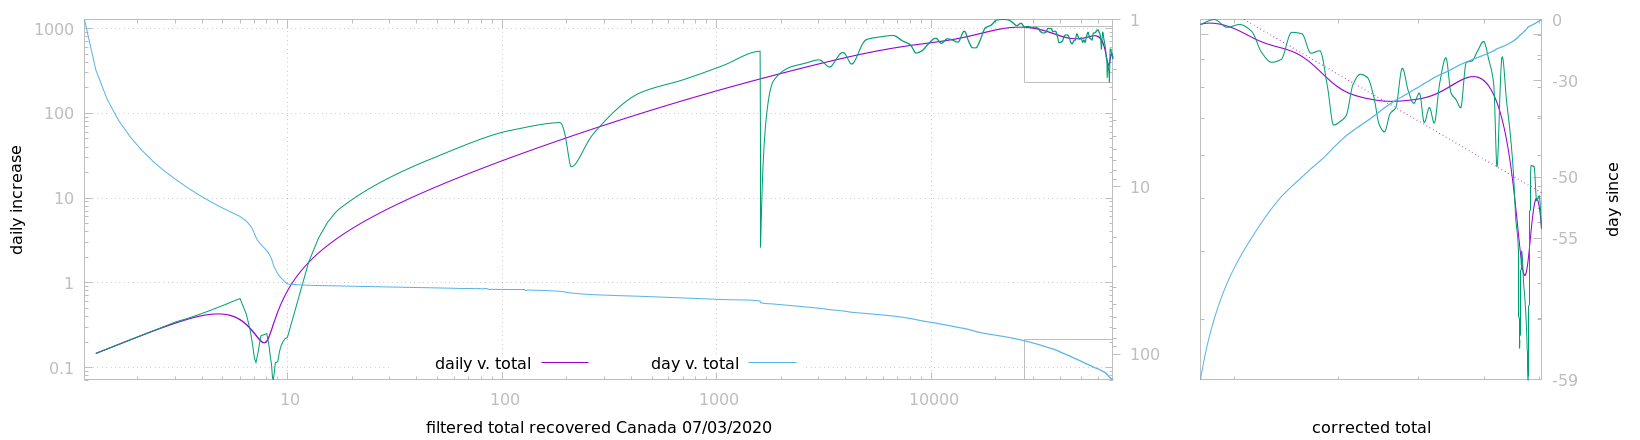 daily increase
1000
100
10
1
0.1
10
100
1000
10000
1
10
100
daily v. total
day v. total
filtered total recovered Canada 07/03/2020
0
-30
-50
-55
-59
day since
corrected total